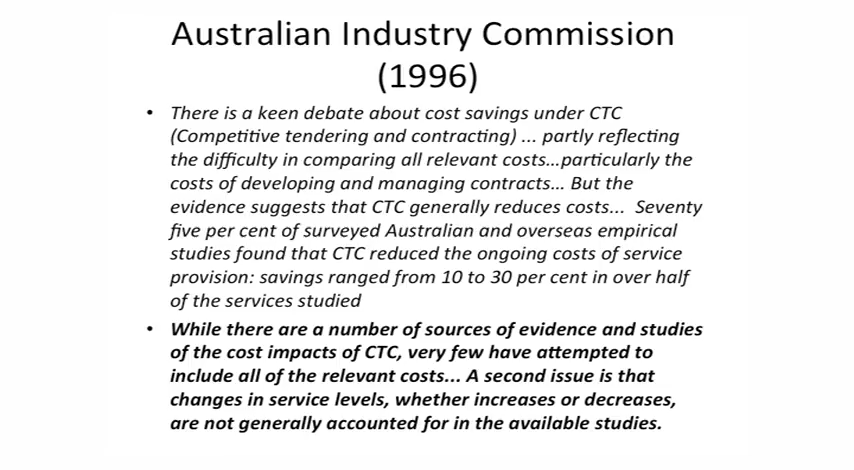 Australian Industry Commission
(1996)
• There is a keen debate about cost savings under CTC
(Competitive tendering and contracting) ... partly reflecting
the difficulty in comparing all relevant costs...particularly the
costs of developing and managing contracts... But the
evidence suggests that CTC generally reduces costs... Seventy
five per cent of surveyed Australian and overseas empirical
studies found that CTC reduced the ongoing costs of service
provision: savings ranged from 10 to 30 per cent in over half
of the services studied
• While there are a number of sources of evidence and studies
of the cost impacts of CTC, very few have attempted to
include all of the relevant costs... A second issue is that
changes in service levels, whether increases or decreases,
are not generally accounted for in the available studies.